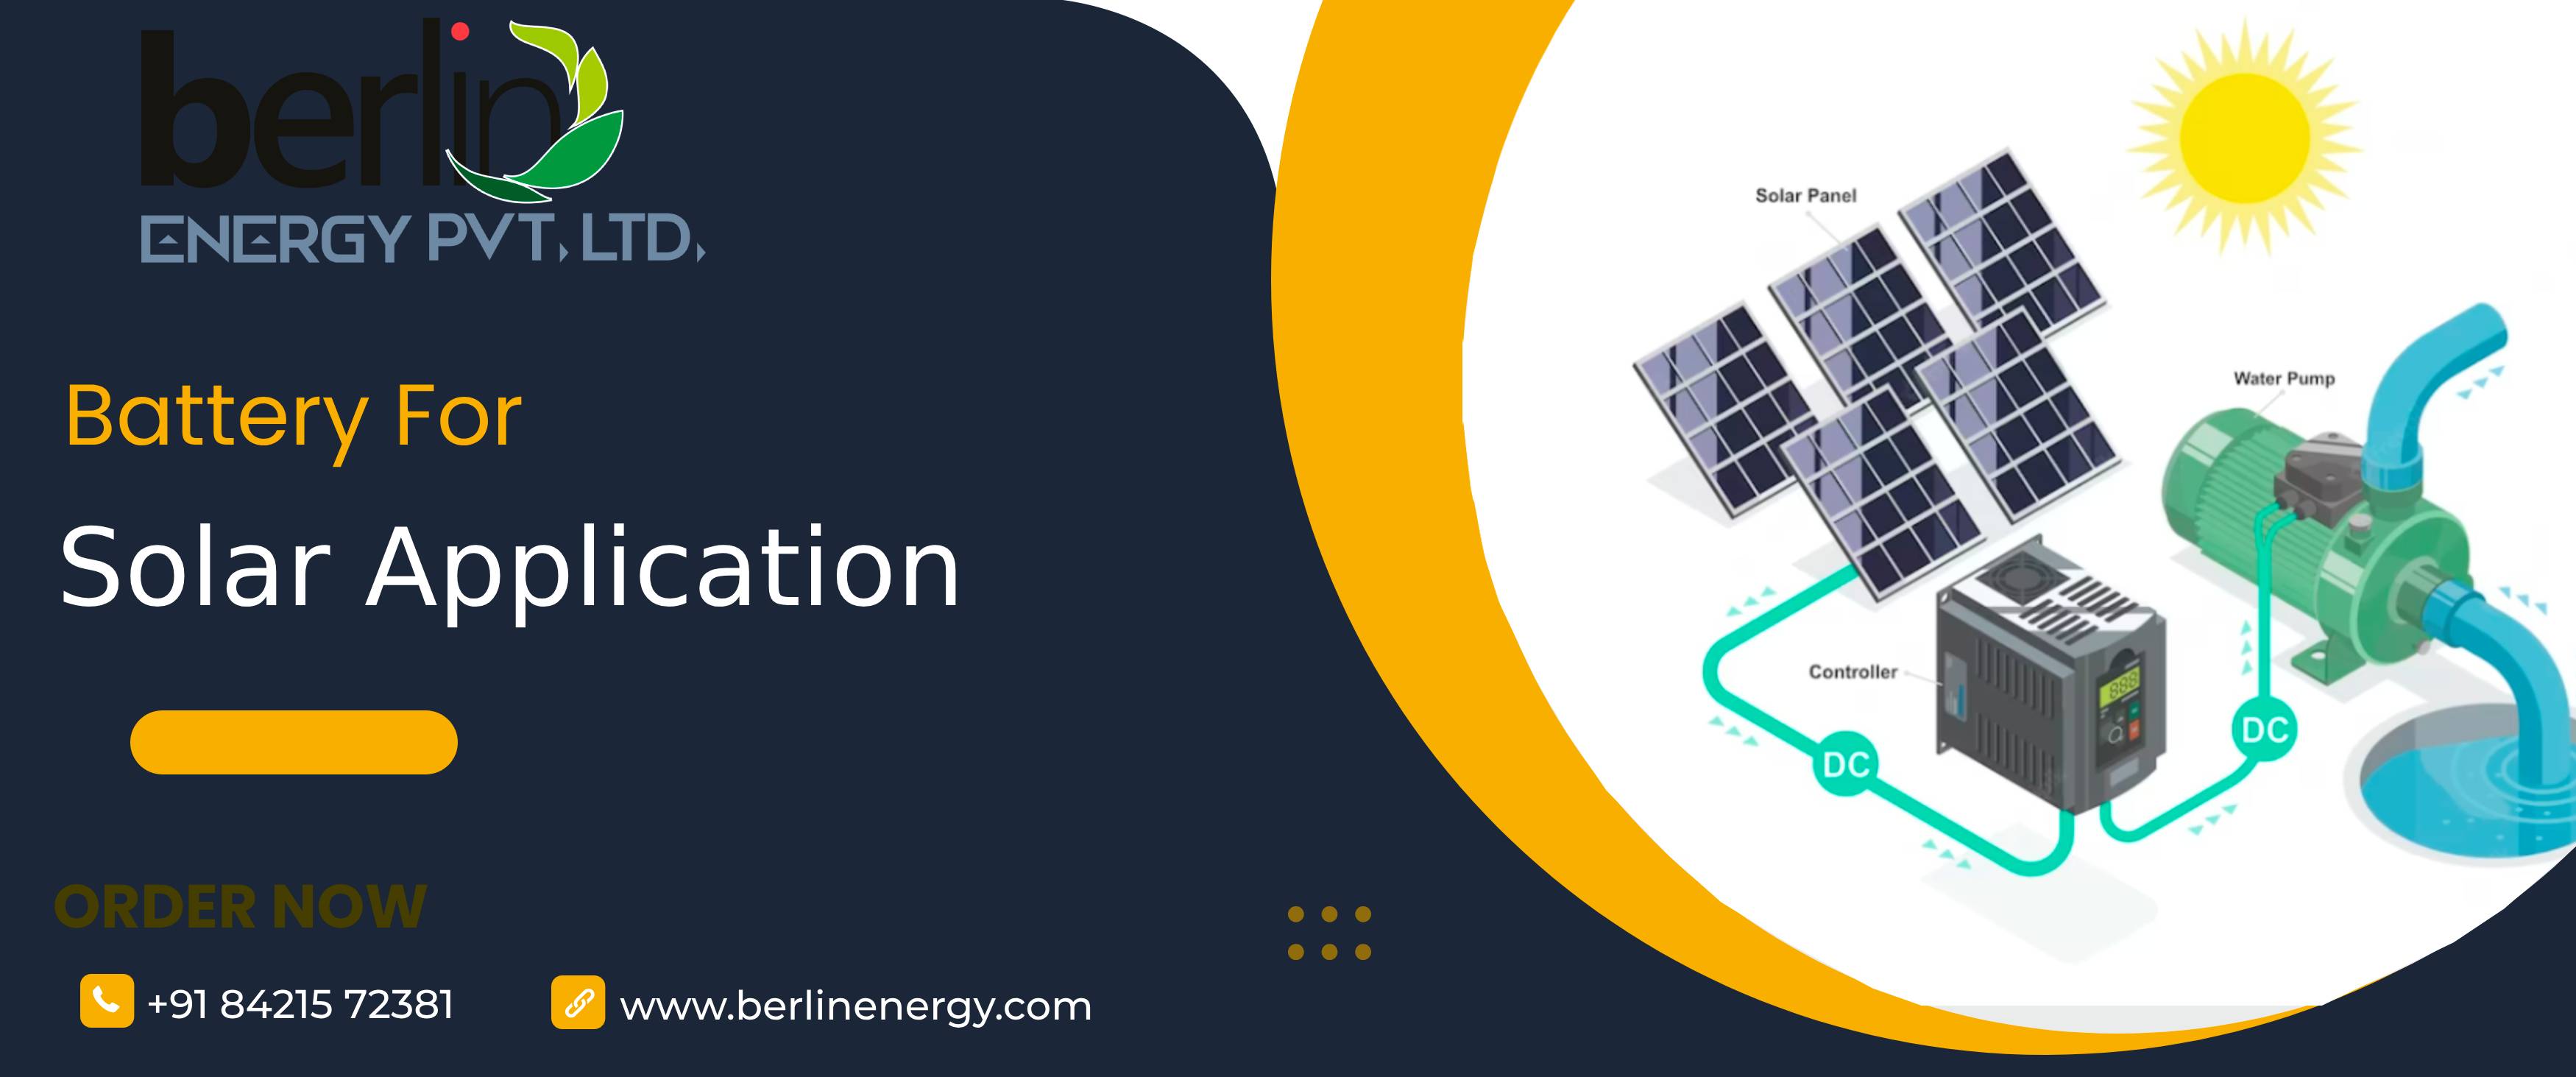 berlin
ENERGY PVT. LTD.
Battery For
Solar Application
ORDER NOW
+91 84215 72381
www.berlinenergy.com
Solar Panel
Water Pump
Controller
888
DC
DC